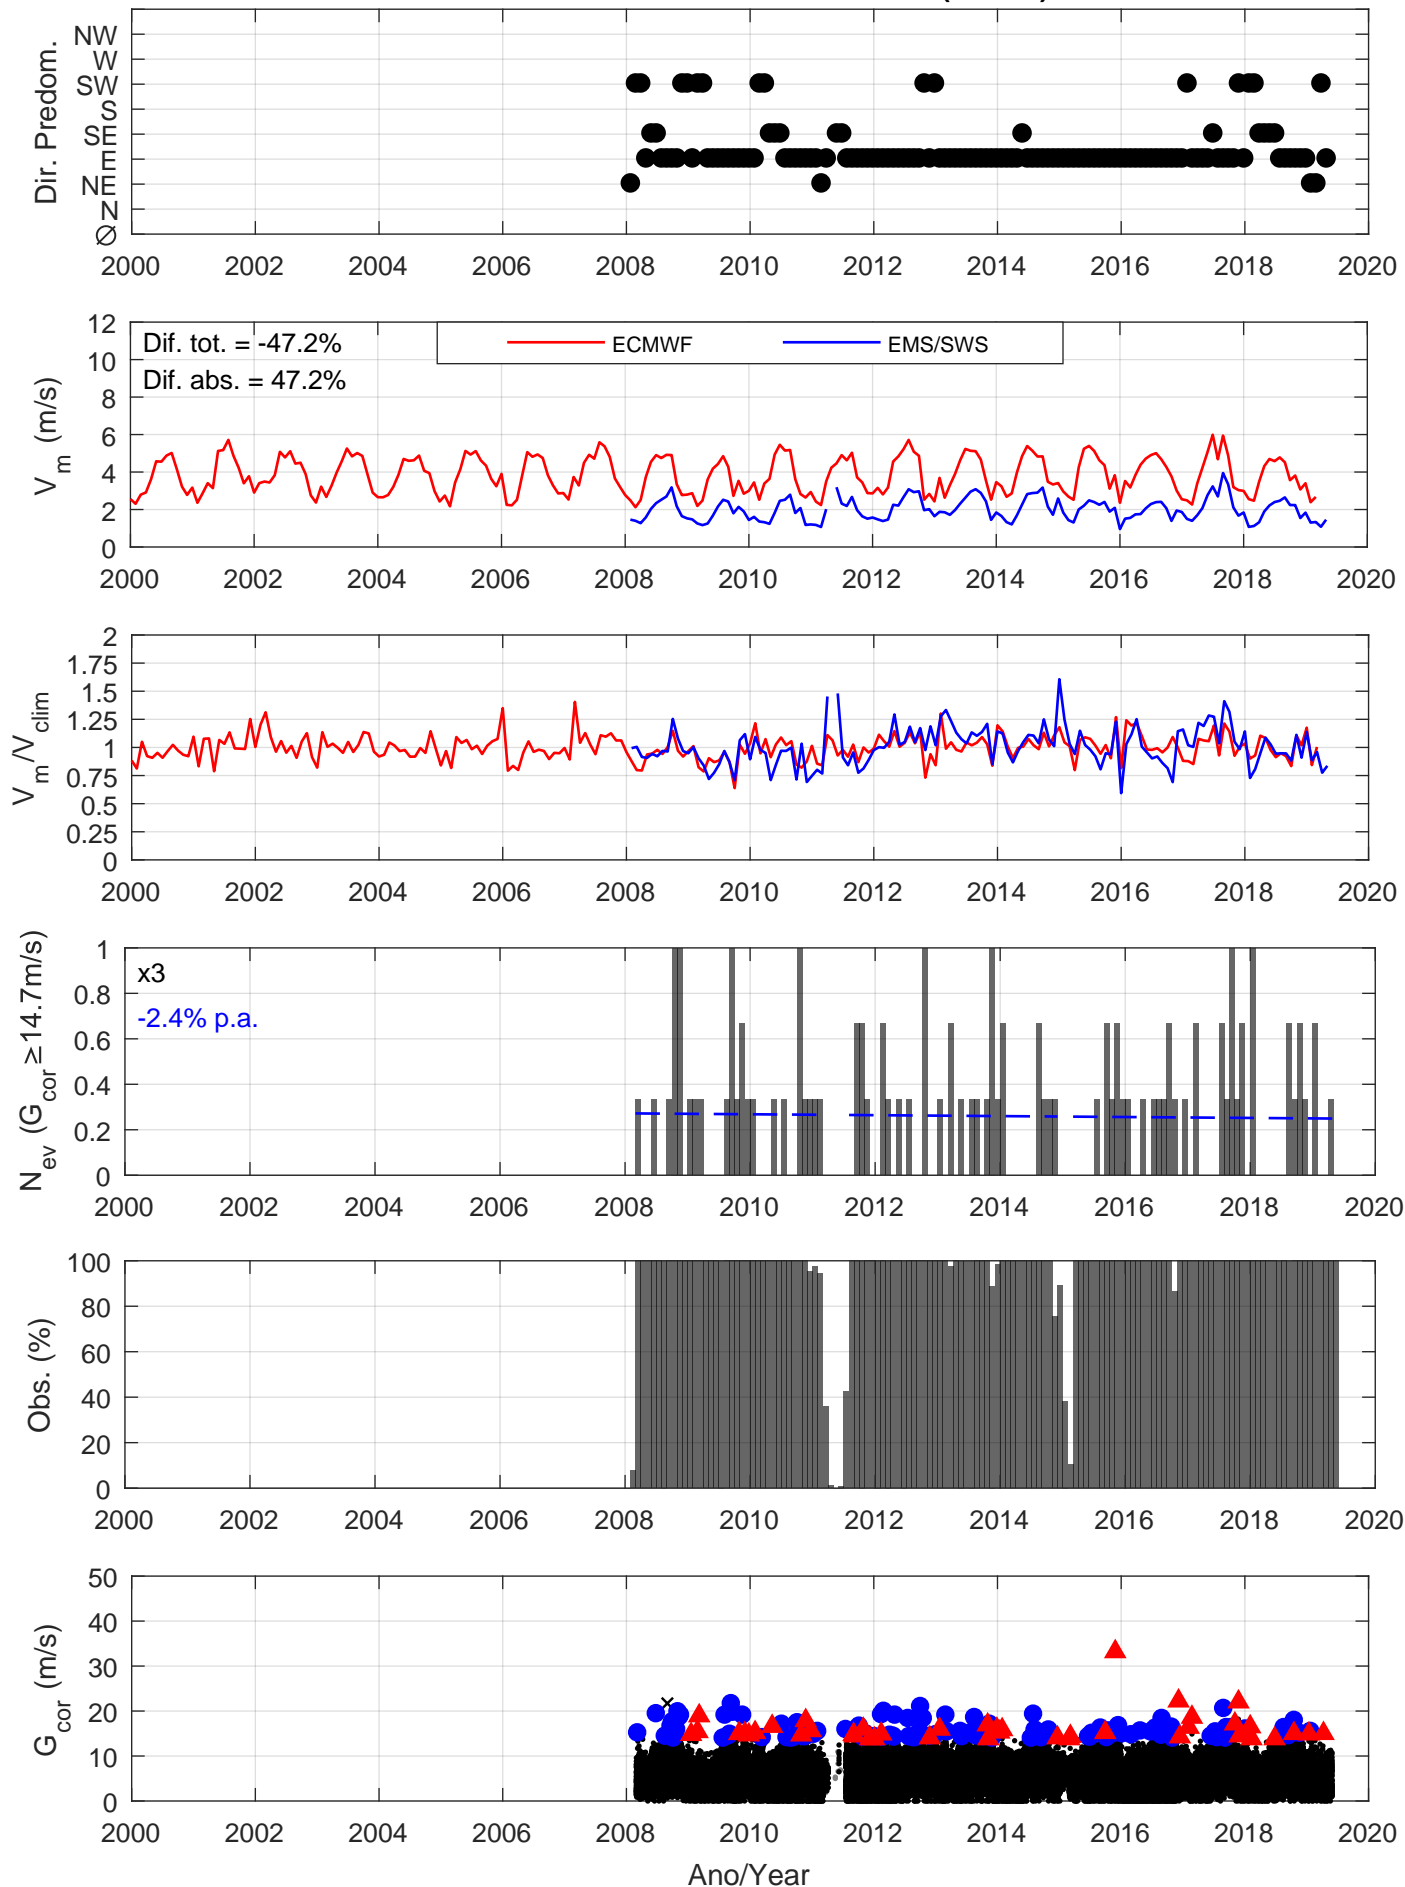 Dir. Predom.
NW
W
SW
S
SE
E
NE
N
∅
2000 2002 2004 2006 2008 2010 2012 2014 2016 2018 2020
V_m (m/s)
12
10
8
6
4
2
0
Dif. tot. = -47.2%
Dif. abs. = 47.2%
ECMWF
EMS/SWS
2000 2002 2004 2006 2008 2010 2012 2014 2016 2018 2020
V_m/V_clim
2
1.75
1.5
1.25
1
0.75
0.5
0.25
0
2000 2002 2004 2006 2008 2010 2012 2014 2016 2018 2020
N_ev (G_cor ≥14.7m/s)
1
0.8
0.6
0.4
0.2
0
x3
-2.4% p.a.
2000 2002 2004 2006 2008 2010 2012 2014 2016 2018 2020
Obs. (%)
100
80
60
40
20
0
2000 2002 2004 2006 2008 2010 2012 2014 2016 2018 2020
G_cor (m/s)
50
40
30
20
10
0
2000 2002 2004 2006 2008 2010 2012 2014 2016 2018 2020
Ano/Year